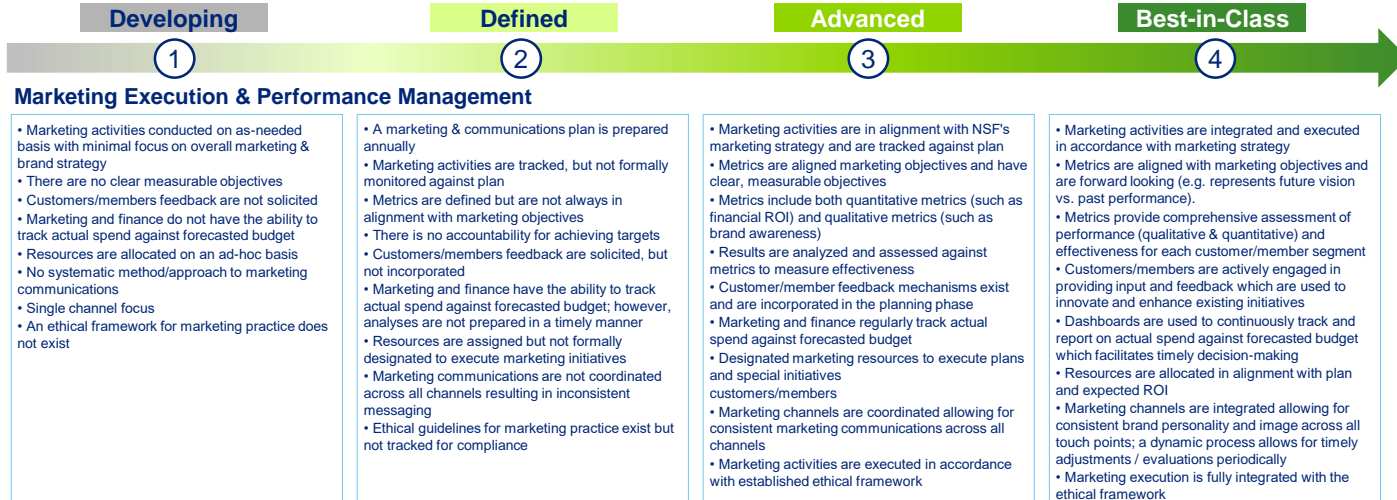 Developing
Defined
Advanced
Best-in-Class
1
2
3
4
Marketing Execution & Performance Management
• Marketing activities conducted on as-needed
basis with minimal focus on overall marketing &
brand strategy
• There are no clear measurable objectives
• Customers/members feedback are not solicited
• Marketing and finance do not have the ability to
track actual spend against forecasted budget
• Resources are allocated on an ad-hoc basis
• No systematic method/approach to marketing
communications
• Single channel focus
• An ethical framework for marketing practice does
not exist
• A marketing & communications plan is prepared
annually
• Marketing activities are tracked, but not formally
monitored against plan
• Metrics are defined but are not always in
alignment with marketing objectives
• There is no accountability for achieving targets
• Customers/members feedback are solicited, but
not incorporated
• Marketing and finance have the ability to track
actual spend against forecasted budget; however,
analyses are not prepared in a timely manner
• Resources are assigned but not formally
designated to execute marketing initiatives
• Marketing communications are not coordinated
across all channels resulting in inconsistent
messaging
• Ethical guidelines for marketing practice exist but
not tracked for compliance
• Marketing activities are in alignment with NSF's
marketing strategy and are tracked against plan
• Metrics are aligned marketing objectives and have
clear, measurable objectives
• Metrics include both quantitative metrics (such as
financial ROI) and qualitative metrics (such as
brand awareness)
• Results are analyzed and assessed against
metrics to measure effectiveness
• Customer/member feedback mechanisms exist
and are incorporated in the planning phase
• Marketing and finance regularly track actual
spend against forecasted budget
• Designated marketing resources to execute plans
and special initiatives
customers/members
• Marketing channels are coordinated allowing for
consistent marketing communications across all
channels
• Marketing activities are executed in accordance
with established ethical framework
• Marketing activities are integrated and executed
in accordance with marketing strategy
• Metrics are aligned with marketing objectives and
are forward looking (e.g. represents future vision
vs. past performance).
• Metrics provide comprehensive assessment of
performance (qualitative & quantitative) and
effectiveness for each customer/member segment
• Customers/members are actively engaged in
providing input and feedback which are used to
innovate and enhance existing initiatives
• Dashboards are used to continuously track and
report on actual spend against forecasted budget
which facilitates timely decision-making
• Resources are allocated in alignment with plan
and expected ROI
• Marketing channels are integrated allowing for
consistent brand personality and image across all
touch points; a dynamic process allows for timely
adjustments / evaluations periodically
• Marketing execution is fully integrated with the
ethical framework